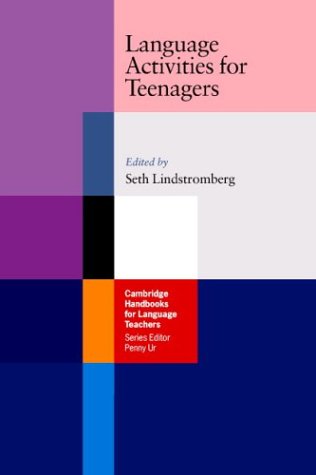 Language
Activities for
Teenagers
Edited by
Seth Lindstromberg
Cambridge
Handbooks
for Language
Teachers
Series Editor
Penny Ur